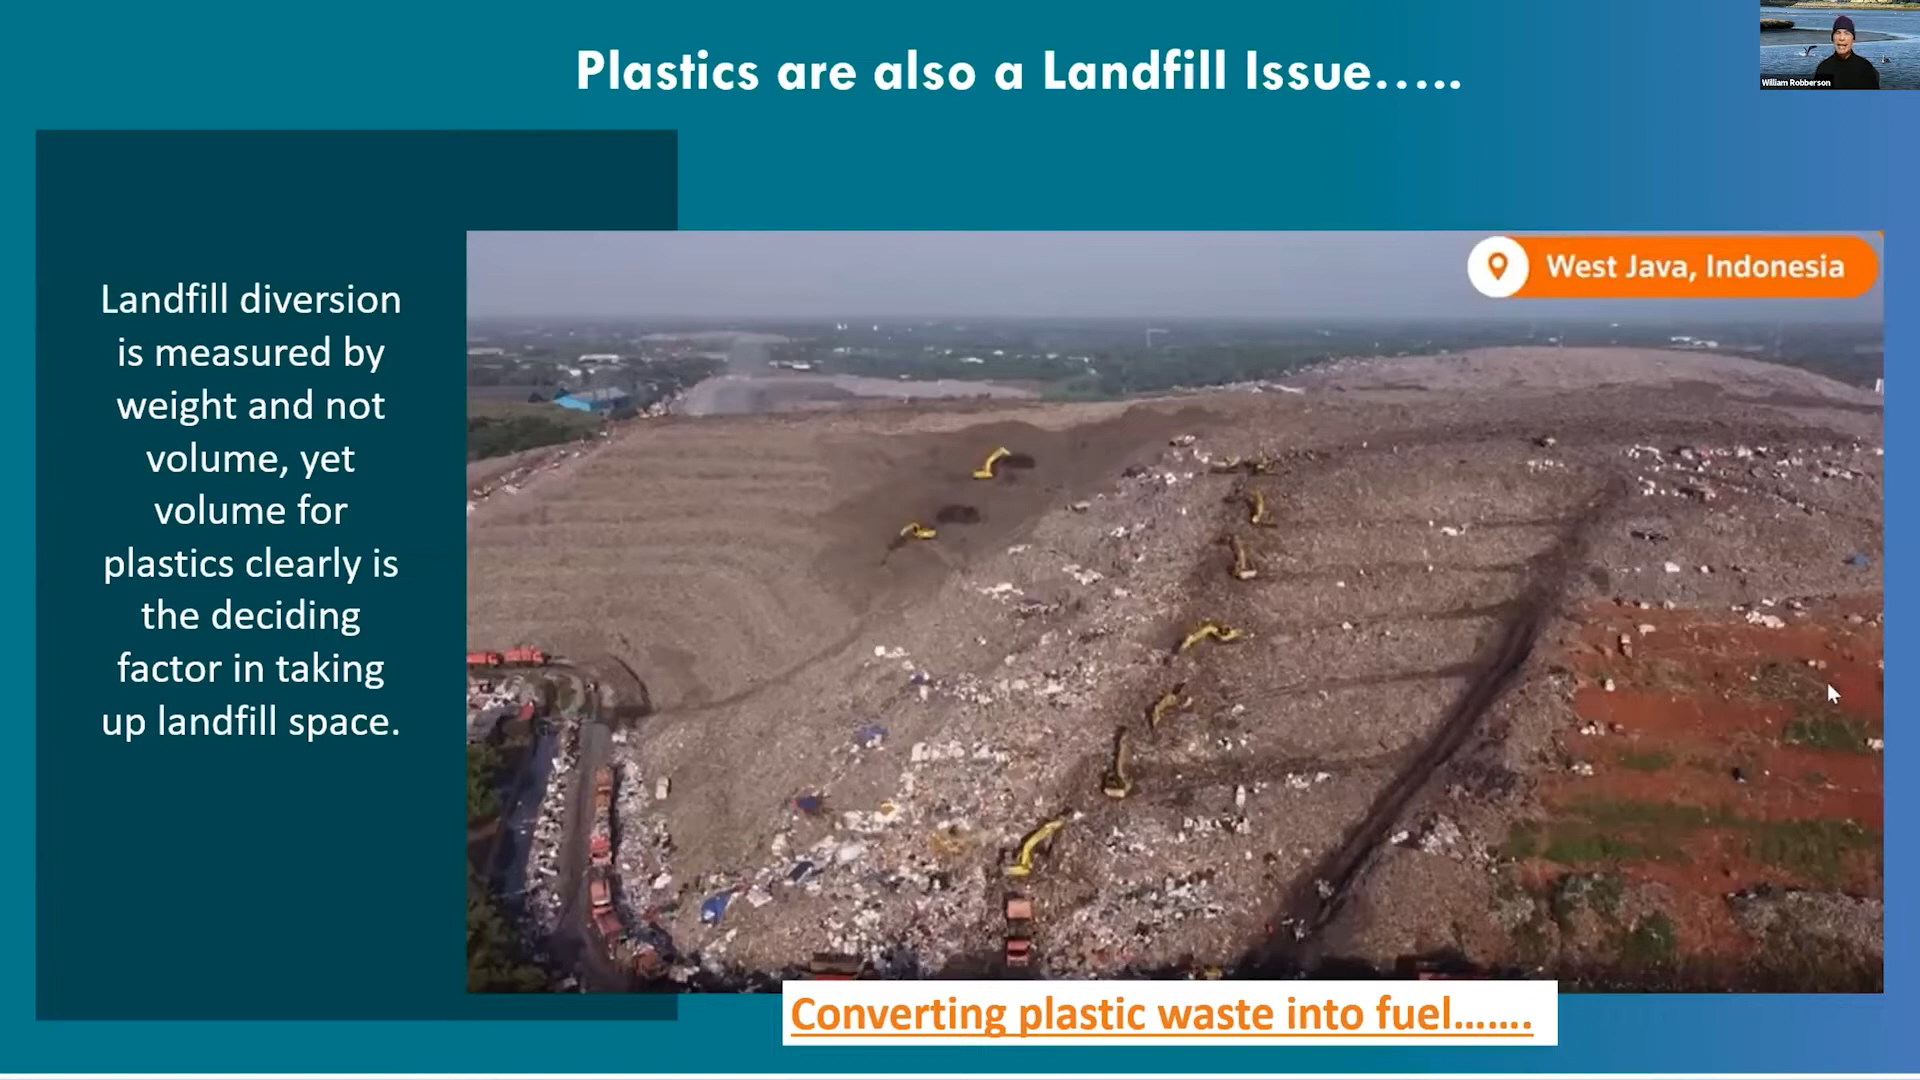 Plastics are also a Landfill Issue.....
William Robberson
West Java, Indonesia
Landfill diversion
is measured by
weight and not
volume, yet
volume for
plastics clearly is
the deciding
factor in taking
up landfill space.
Converting plastic waste into fuel.......